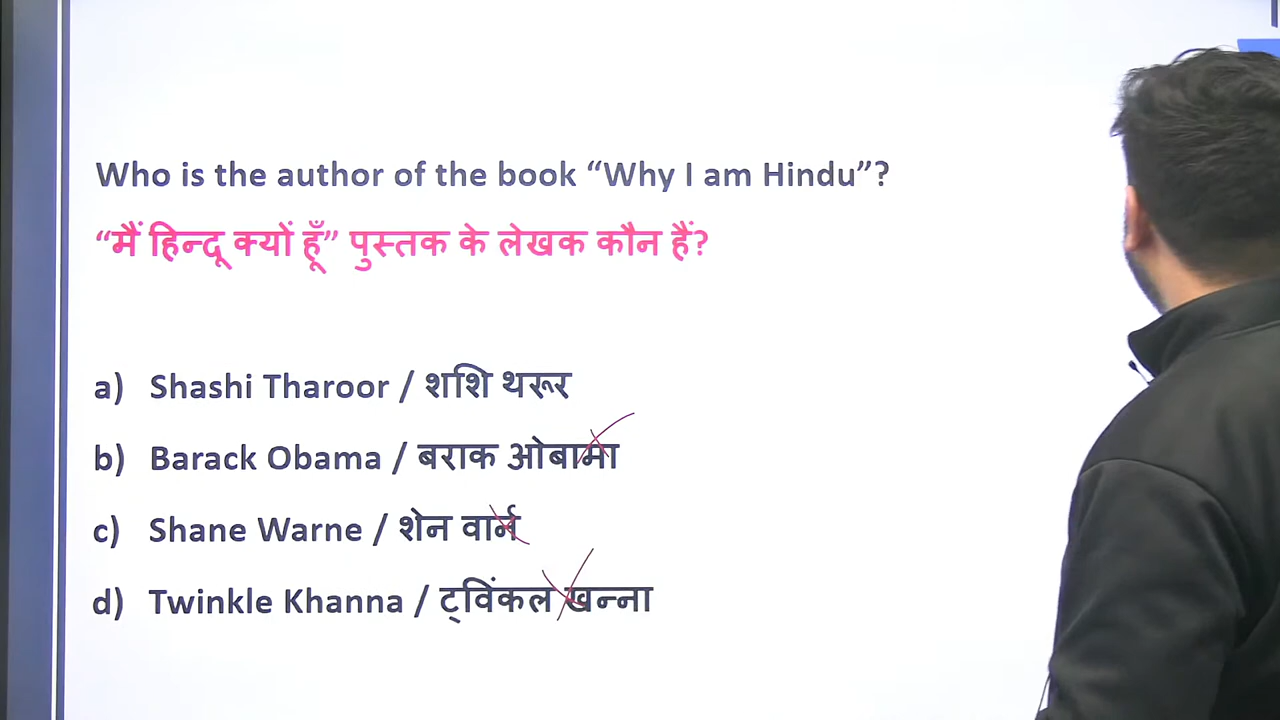 Who is the author of the book “Why I am Hindu”?
“मैं हिन्दू क्यों हूँ” पुस्तक के लेखक कौन हैं?
a) Shashi Tharoor / शशि थरूर
b) Barack Obama / बराक ओबामा
c) Shane Warne / शेन वार्न
d) Twinkle Khanna / ट्विंकल खन्ना